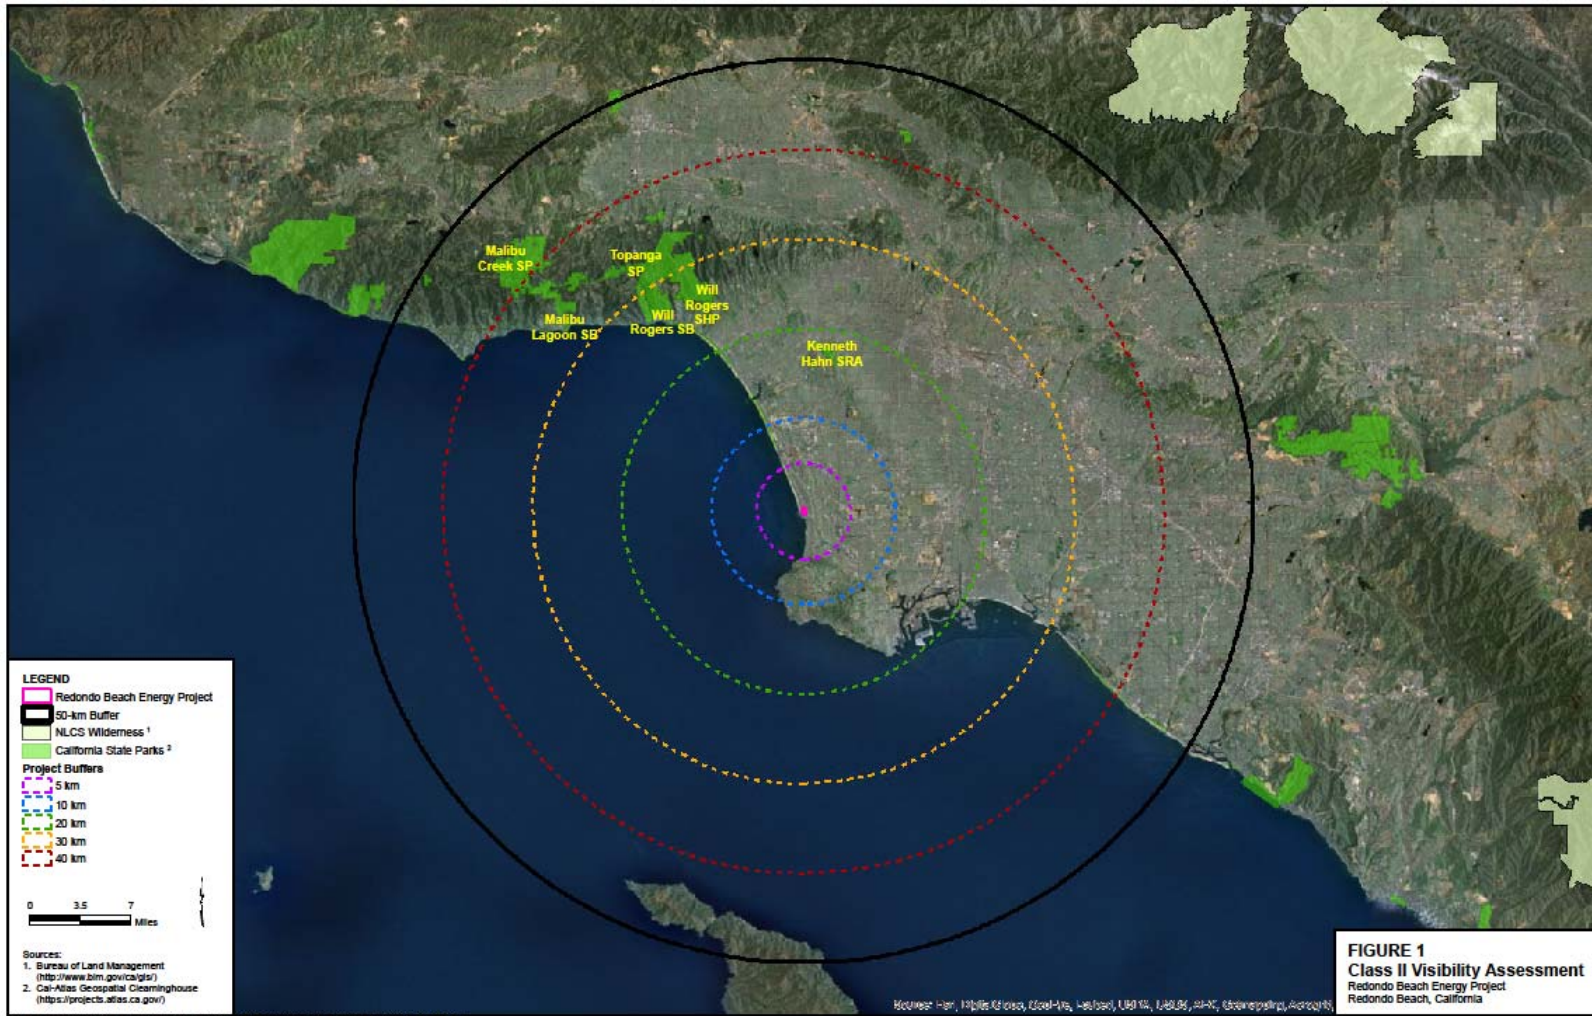 Malibu
Creek SP
Topanga
SP
Will
Rogers
SHP
Malibu
Lagoon SB
Will
Rogers SB
Kenneth
Hahn SRA
LEGEND
Redondo Beach Energy Project
50-km Buffer
NLCS Wilderness 1
California State Parks 2
Project Buffers
5 km
10 km
20 km
30 km
40 km
0 3.5 7
Miles
Sources:
1. Bureau of Land Management
(http://www.blm.gov/ca/gis/)
2. Cal-Atlas Geospatial Clearninghouse
(https://projects.atlas.ca.gov/)
FIGURE 1
Class II Visibility Assessment
Redondo Beach Energy Project
Redondo Beach, California